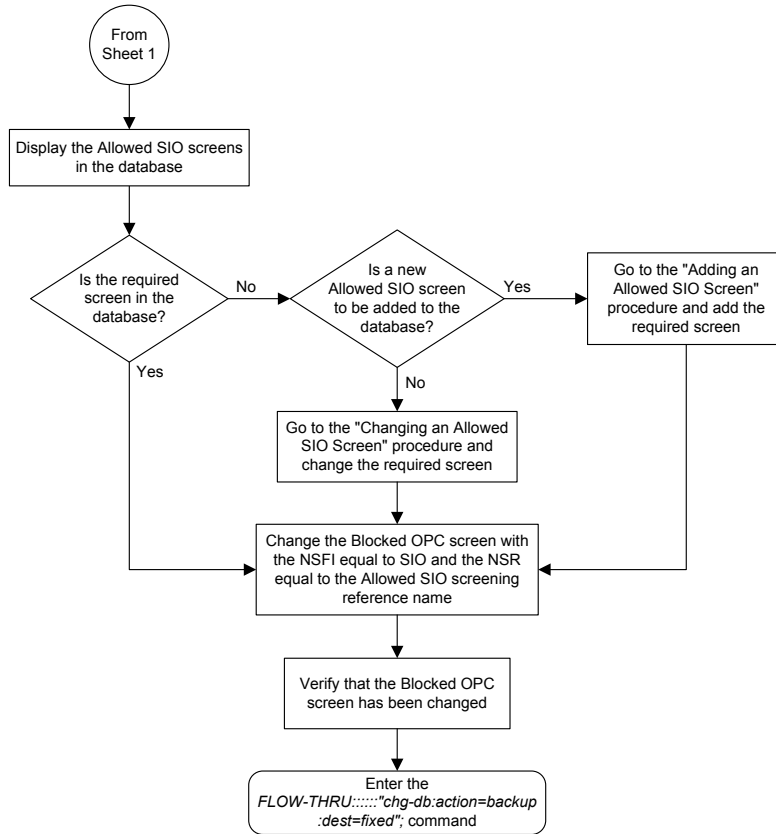 From
Sheet 1
Display the Allowed SIO screens
in the database
Is the required
screen in the
database?
No
Yes
Is a new
Allowed SIO screen
to be added to the
database?
Yes
No
Go to the "Adding an
Allowed SIO Screen"
procedure and add the
required screen
Go to the "Changing an Allowed
SIO Screen" procedure and
change the required screen
Change the Blocked OPC screen with
the NSFI equal to SIO and the NSR
equal to the Allowed SIO screening
reference name
Verify that the Blocked OPC
screen has been changed
Enter the
FLOW-THRU::::::"chg-db:action=backup
:dest=fixed"; command